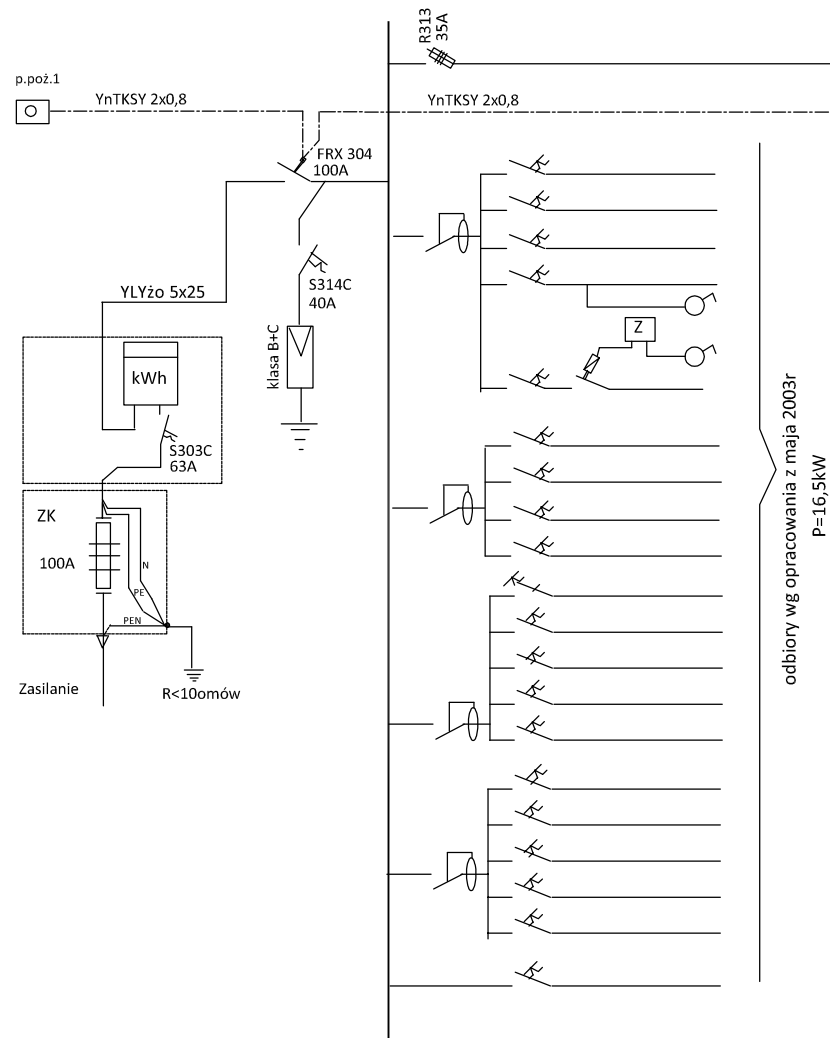 R313
35A
p.poż.1
YnTKSY 2x0,8
YnTKSY 2x0,8
FRX 304
100A
YLYżo 5x25
S314C
40A
klasa B+C
kWh
S303C
63A
Z
ZK
100A
N
PE
PEN
Zasilanie
R<10omów
odbiory wg opracowania z maja 2003r
P=16,5kW